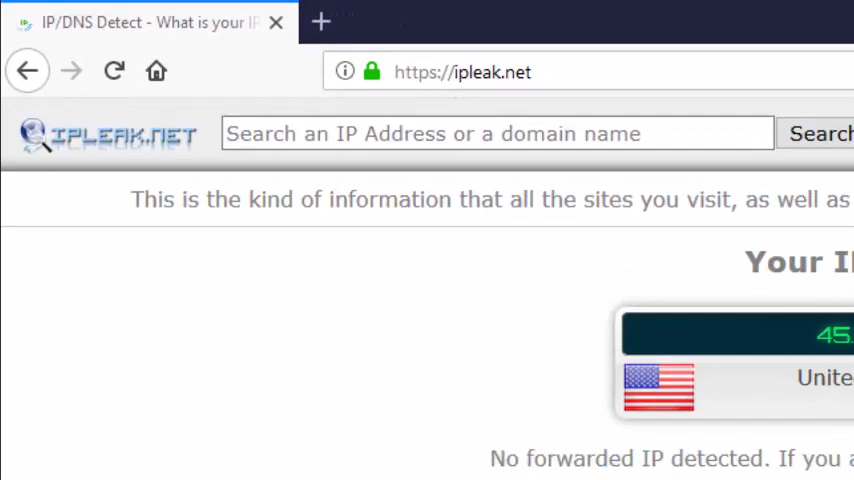 IP/DNS Detect - What is your IP
https://ipleak.net
IPLEAK.NET
Search an IP Address or a domain name
Search
This is the kind of information that all the sites you visit, as well as
Your I
45.
Unite
No forwarded IP detected. If you a